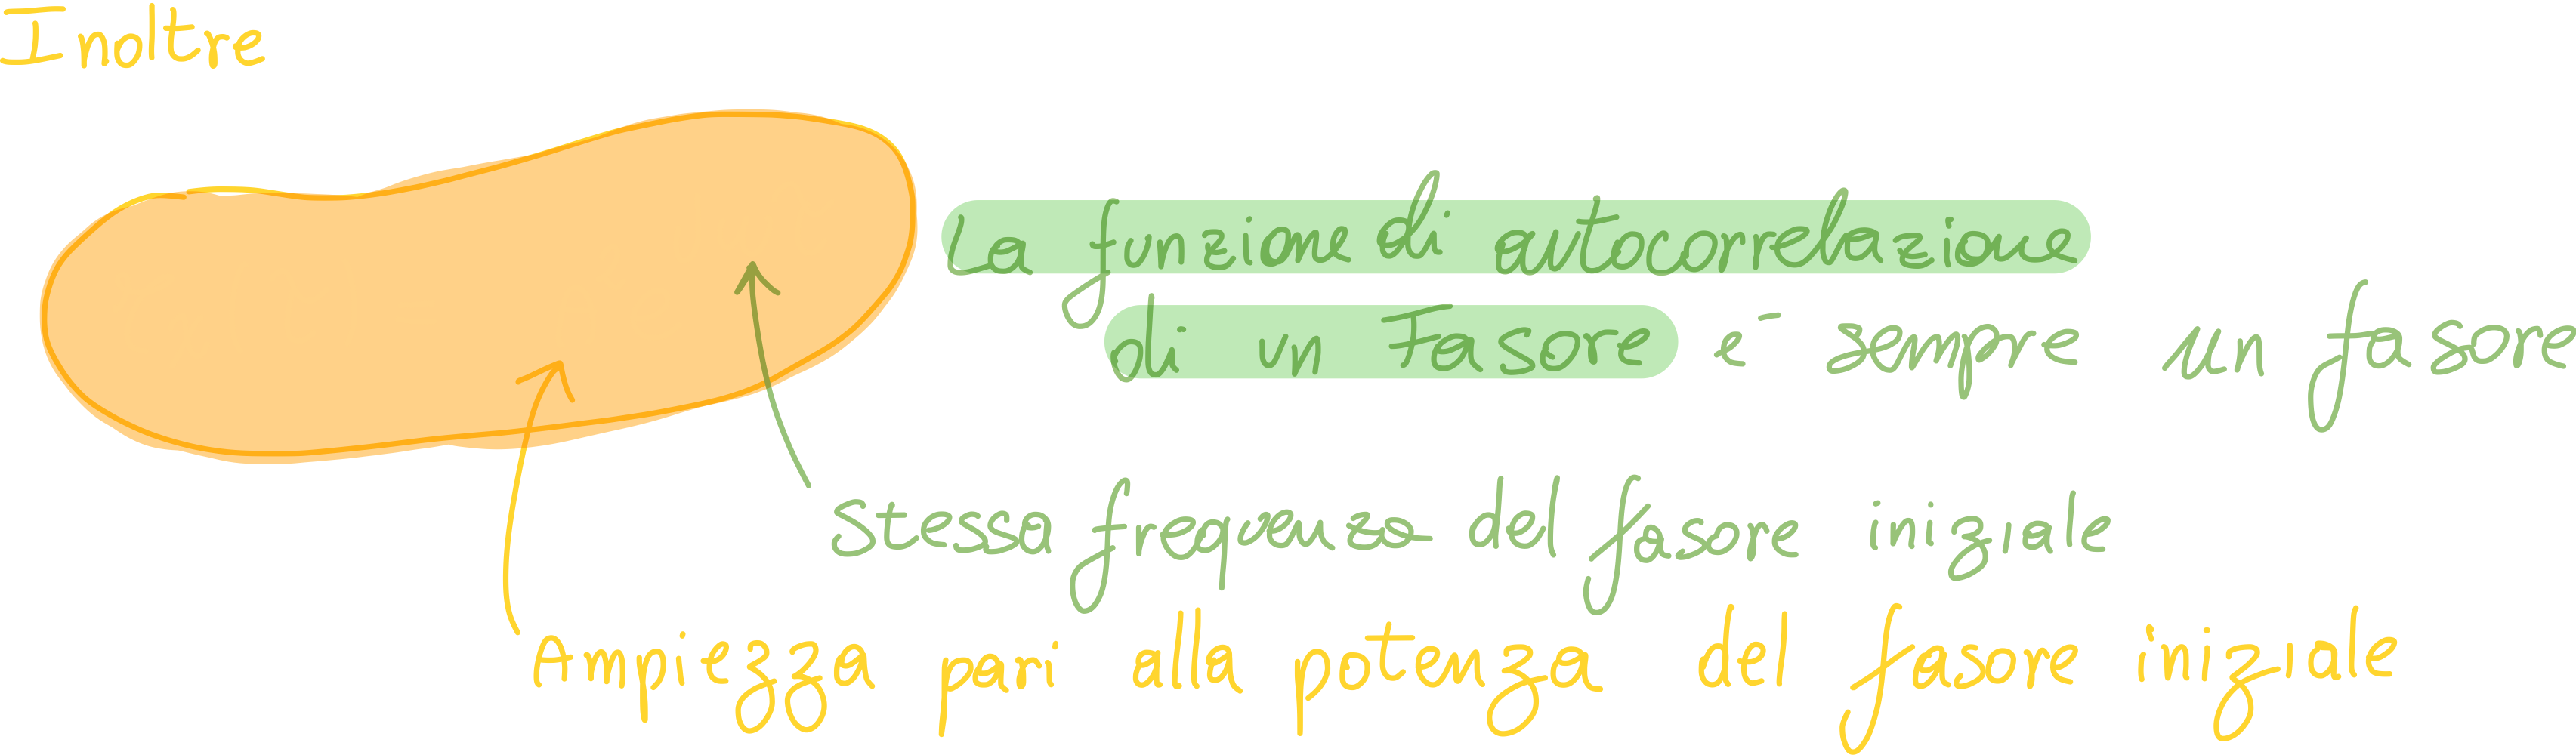 Inoltre
La funzione di autocorrelazione
di un Fasore e- sempre un fasore
Stessa frequenza del fasore iniziale
Ampiezza pari alla potenza del fasore iniziale